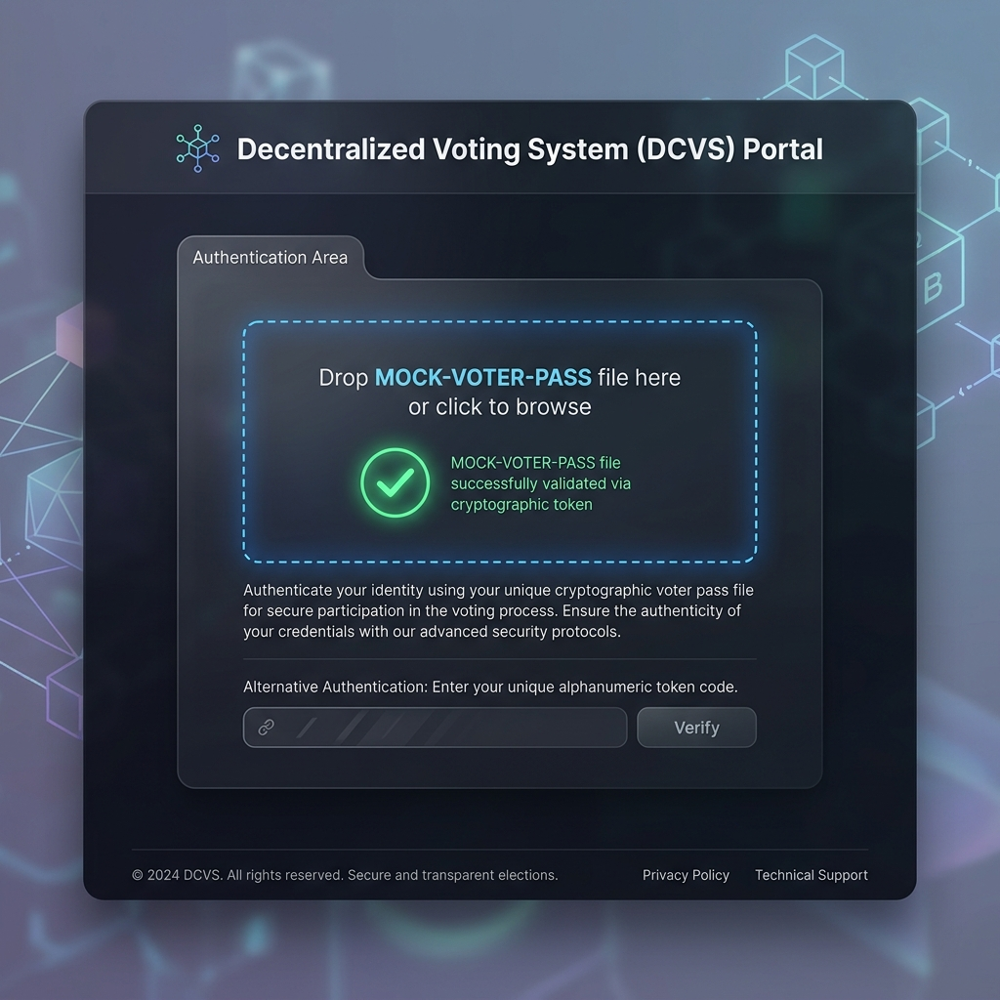 Decentralized Voting System (DCVS) Portal
Authentication Area
Drop MOCK-VOTER-PASS file here
or click to browse
MOCK-VOTER-PASS file
successfully validated via
cryptographic token
Authenticate your identity using your unique cryptographic voter pass file
for secure participation in the voting process. Ensure the authenticity of
your credentials with our advanced security protocols.
Alternative Authentication: Enter your unique alphanumeric token code.
Verify
© 2024 DCVS. All rights reserved. Secure and transparent elections.
Privacy Policy Technical Support
B